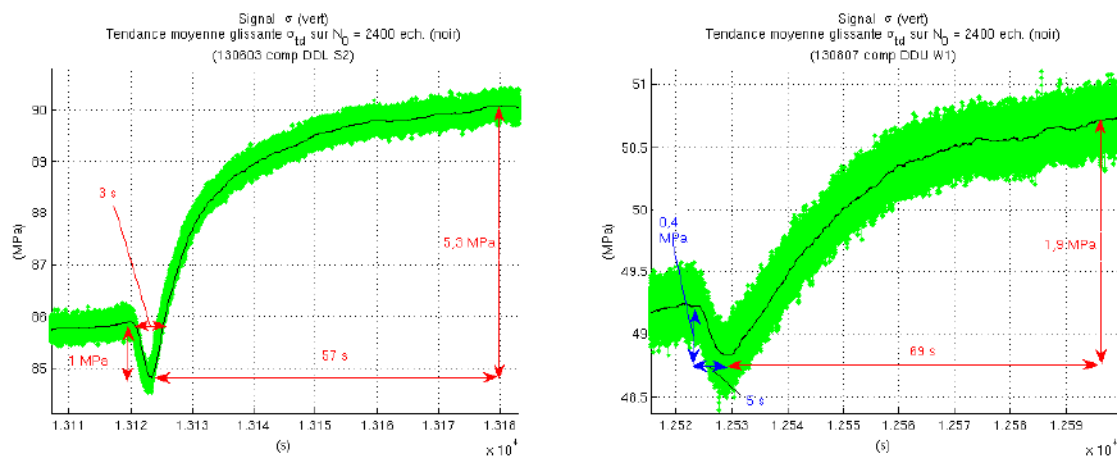 Signal σ (vert)
Tendance moyenne glissante σtd sur N0 = 2400 ech. (noir)
(130603 comp DDL S2)
90
89
88
87
86
85
(MPa)
3 s
5,3 MPa
1 MPa
57 s
1.311
1.312
1.313
1.314
1.315
1.316
1.317
1.318
(s)
x 10^4
Signal σ (vert)
Tendance moyenne glissante σtd sur N0 = 2400 ech. (noir)
(130607 comp DDU W1)
51
50.5
50
49.5
49
48.5
(MPa)
0,4
MPa
1,9 MPa
69 s
5 s
1.252
1.253
1.254
1.255
1.256
1.257
1.258
1.259
(s)
x 10^4